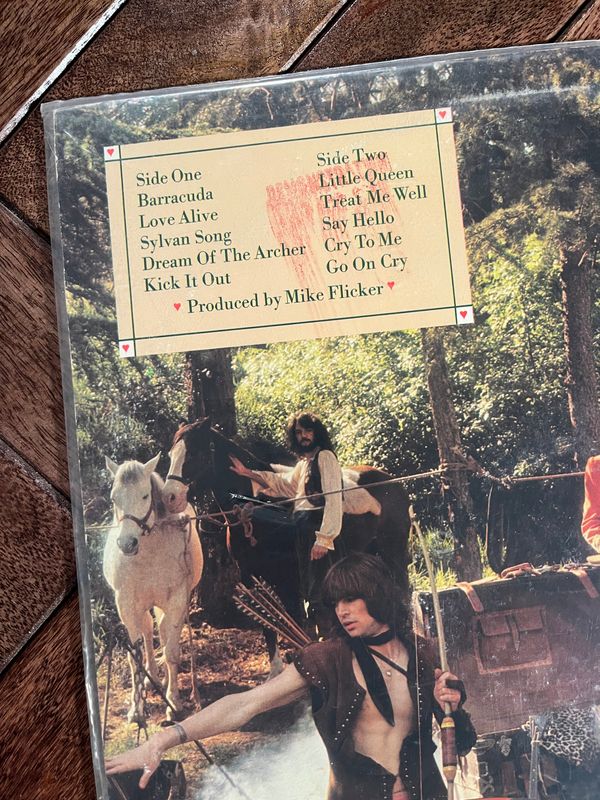 Side One
Barracuda
Love Alive
Sylvan Song
Dream Of The Archer
Kick It Out
Side Two
Little Queen
Treat Me Well
Say Hello
Cry To Me
Go On Cry
Produced by Mike Flicker